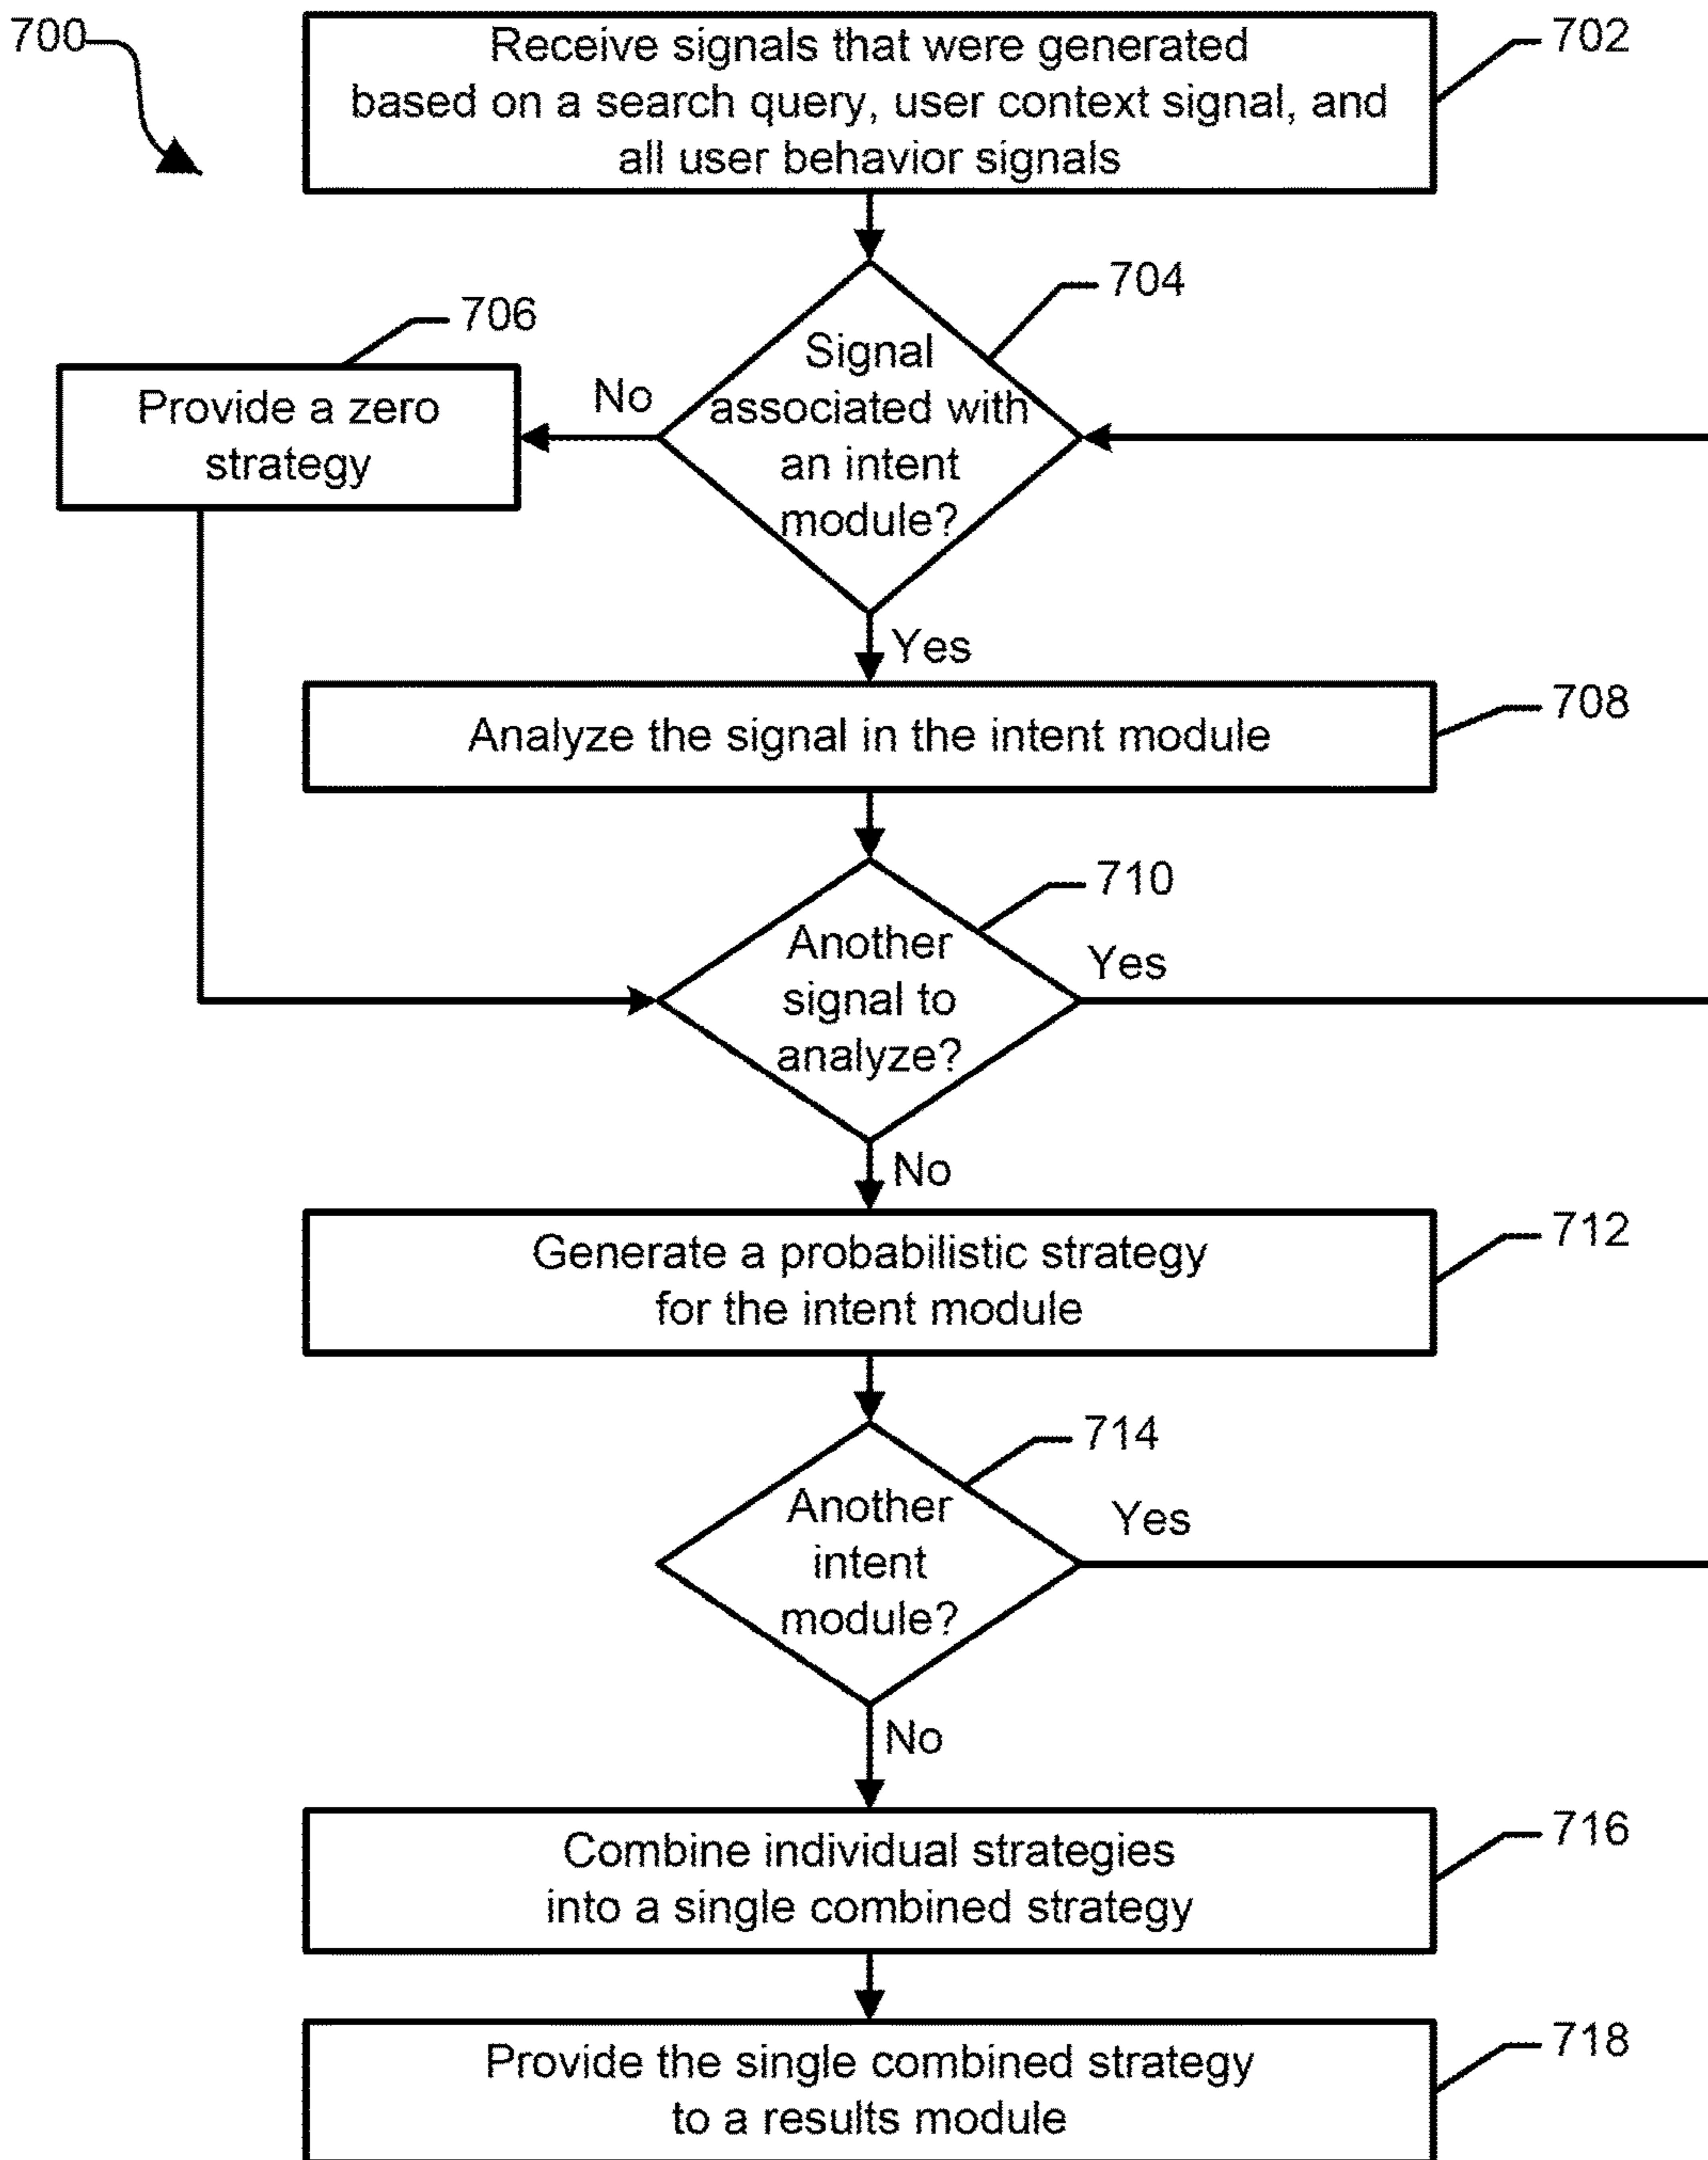 700
Receive signals that were generated
based on a search query, user context signal, and
all user behavior signals
702
704
Signal
associated with
an intent
module?
706
No
Provide a zero
strategy
Yes
Analyze the signal in the intent module
708
710
Another
signal to
analyze?
Yes
No
Generate a probabilistic strategy
for the intent module
712
714
Another
intent
module?
Yes
No
Combine individual strategies
into a single combined strategy
716
Provide the single combined strategy
to a results module
718